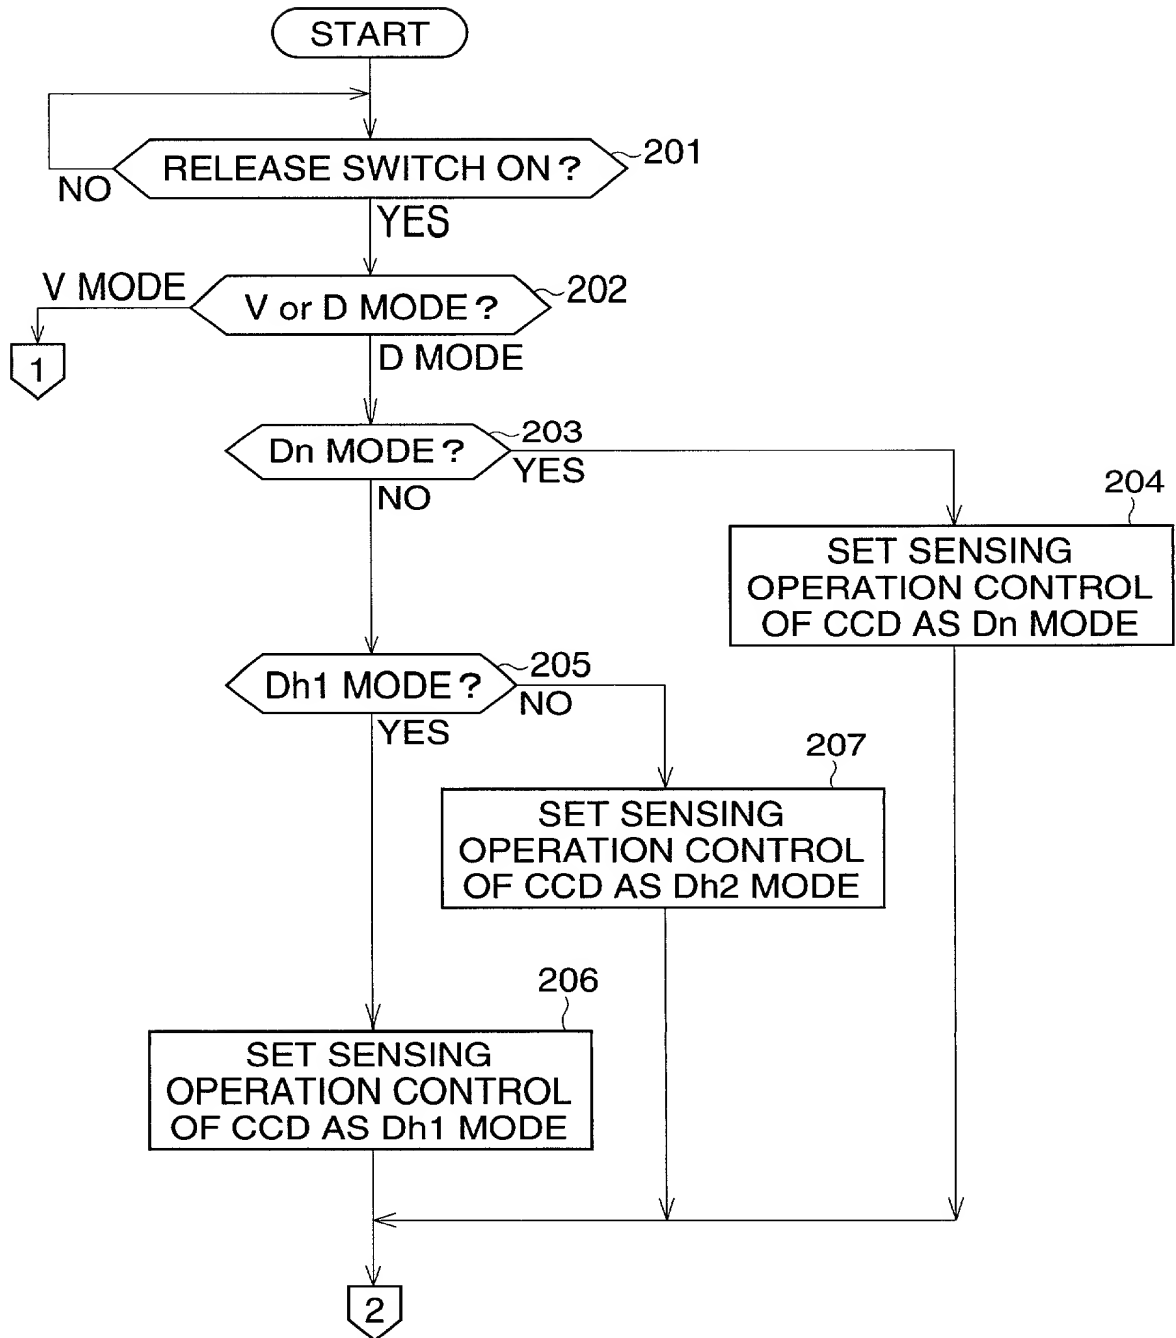 START
RELEASE SWITCH ON?
201
NO
YES
V MODE
V or D MODE?
202
1
D MODE
Dn MODE?
203
YES
NO
204
SET SENSING
OPERATION CONTROL
OF CCD AS Dn MODE
Dh1 MODE?
205
NO
YES
207
SET SENSING
OPERATION CONTROL
OF CCD AS Dh2 MODE
206
SET SENSING
OPERATION CONTROL
OF CCD AS Dh1 MODE
2